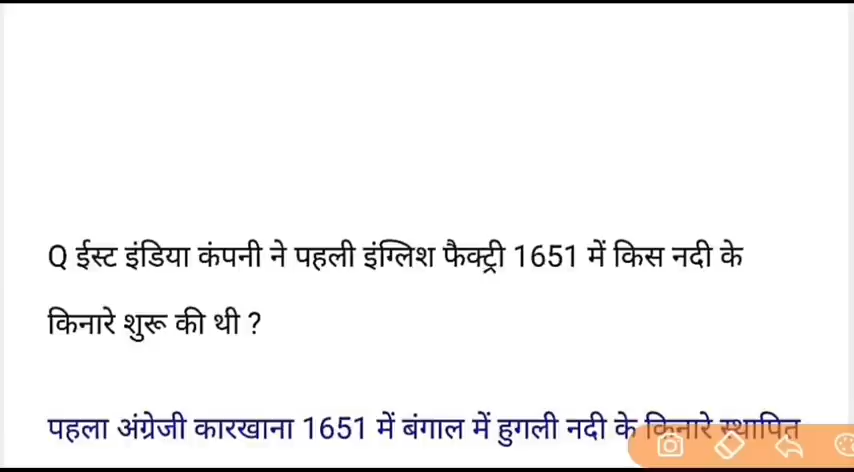 Q ईस्ट इंडिया कंपनी ने पहली इंग्लिश फैक्ट्री 1651 में किस नदी के
किनारे शुरू की थी ?
पहला अंग्रेजी कारखाना 1651 में बंगाल में हुगली नदी के किनारे स्थापित